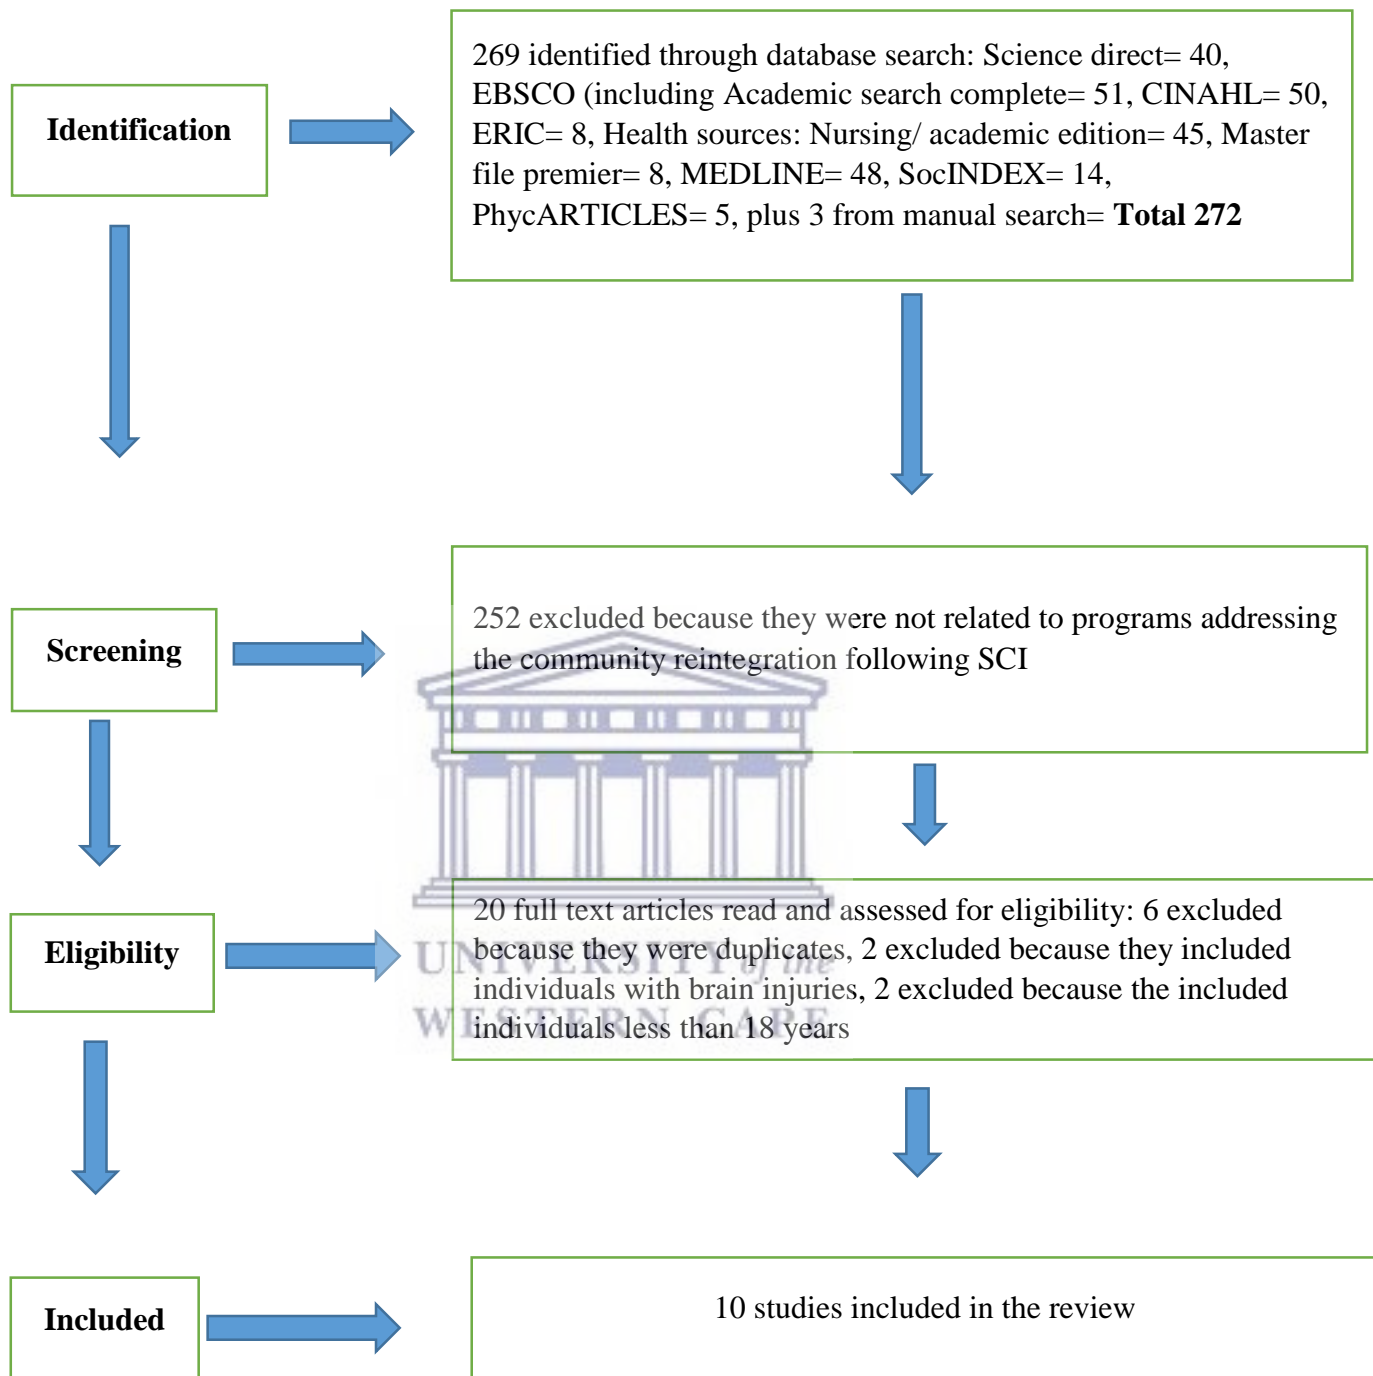 269 identified through database search: Science direct= 40,
EBSCO (including Academic search complete= 51, CINAHL= 50,
ERIC= 8, Health sources: Nursing/ academic edition= 45, Master
file premier= 8, MEDLINE= 48, SocINDEX= 14,
PhycARTICLES= 5, plus 3 from manual search= Total 272
Identification
252 excluded because they were not related to programs addressing
the community reintegration following SCI
Screening
20 full text articles read and assessed for eligibility: 6 excluded
because they were duplicates, 2 excluded because they included
individuals with brain injuries, 2 excluded because the included
individuals less than 18 years
Eligibility
UNIVERSITY of the
WESTERN CAPE
10 studies included in the review
Included